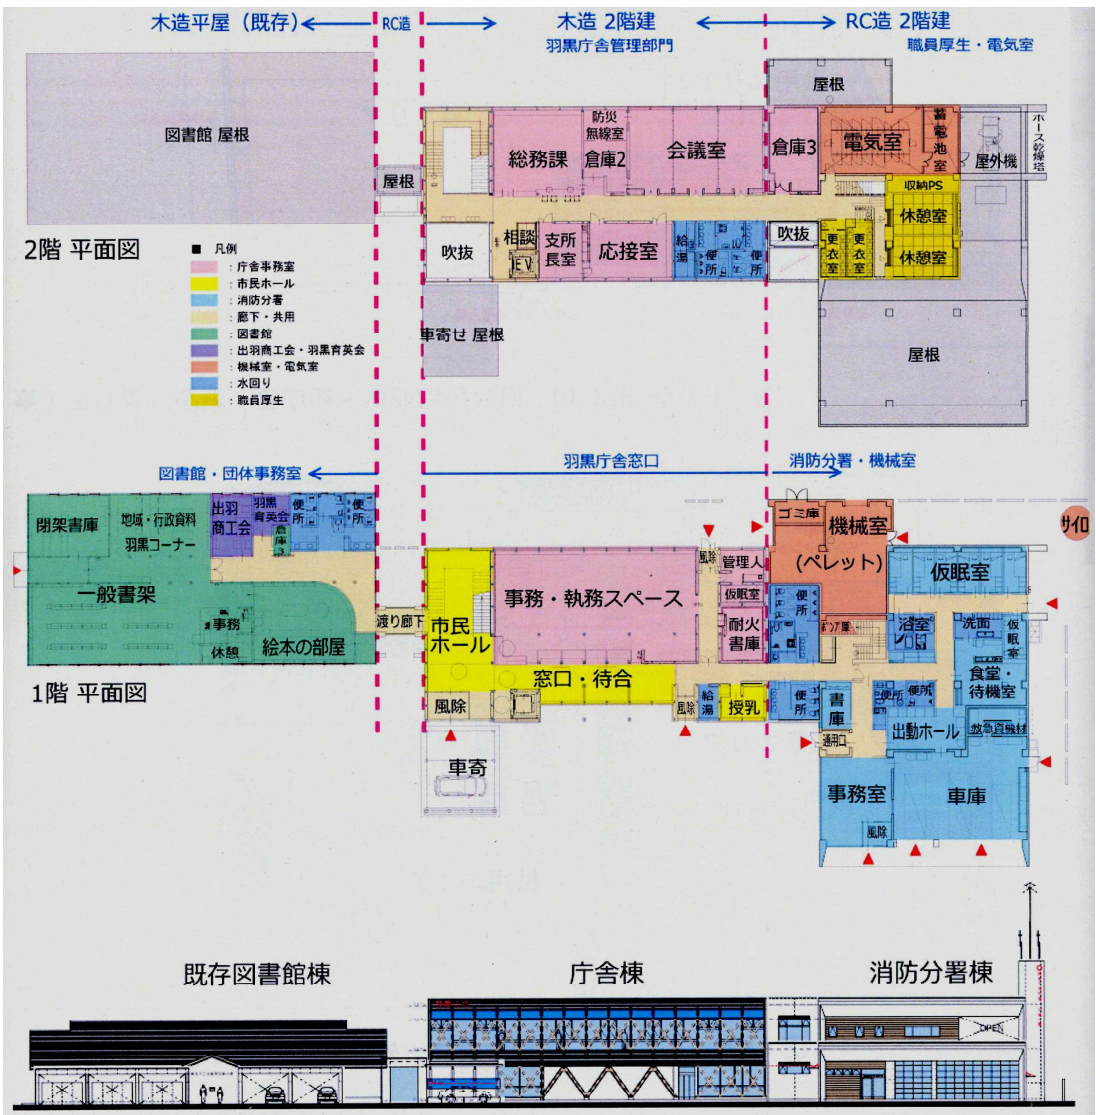 木造平屋（既存）
RC造
木造 2階建
RC造 2階建
羽黒庁舎管理部門
職員厚生・電気室
図書館 屋根
屋根
総務課
防災
無線室
倉庫2
会議室
屋根
倉庫3
電気室
蓄電池室
屋外機
ホース乾燥塔
収納PS
休憩室
休憩室
吹抜
相談
EV
支所
長室
応接室
給湯
便所
便所
吹抜
更衣室
更衣室
車寄せ 屋根
屋根
2階 平面図
■ 凡例
：庁舎事務室
：市民ホール
：消防分署
：廊下・共用
：図書館
：出羽商工会・羽黒育英会
：機械室・電気室
：水回り
：職員厚生
図書館・団体事務室
羽黒庁舎窓口
消防分署・機械室
閉架書庫
地域・行政資料
羽黒コーナー
出羽
商工会
羽黒
育英会
倉庫3
便所
便所
一般書架
事務
休憩
絵本の部屋
渡り廊下
市民
ホール
事務・執務スペース
風除
管理人
仮眠室
耐火
書庫
窓口・待合
風除
風除
給湯
授乳
車寄
ゴミ庫
機械室
(ペレット)
サイロ
仮眠室
便所
ポンプ庫
浴室
洗面
仮眠室
食堂・
待機室
便所
書庫
便所
便所
出動ホール
救急資機材
通用口
事務室
風除
車庫
1階 平面図
既存図書館棟
庁舎棟
消防分署棟
OPEN